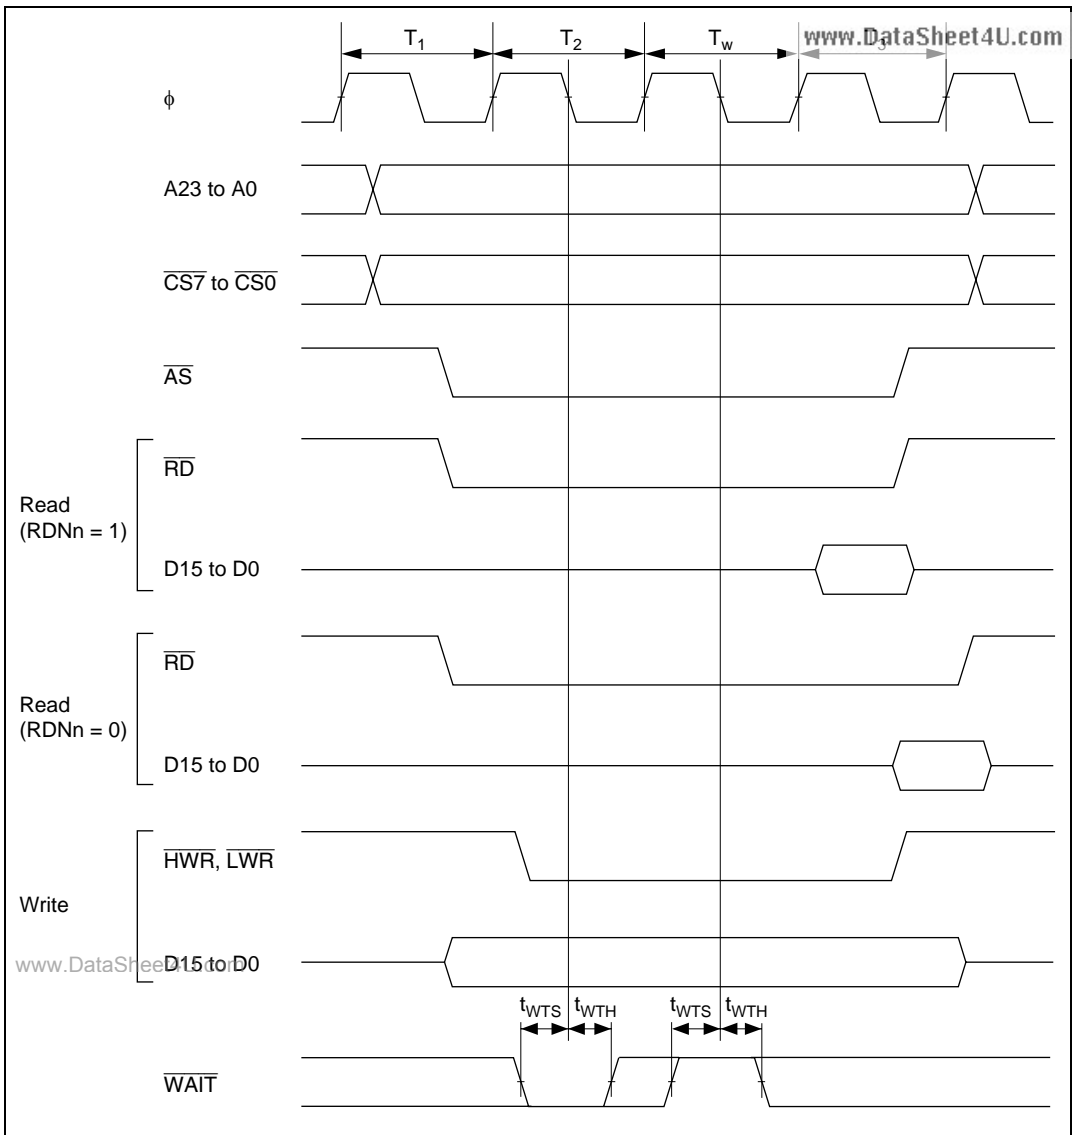 T1 T2 Tw T3
www.DataSheet4U.com
φ
A23 to A0
CS7 to CS0
AS
RD
Read
(RDNn = 1)
D15 to D0
RD
Read
(RDNn = 0)
D15 to D0
HWR, LWR
Write
D15 to D0
www.DataSheet4U.com
tWTS tWTH tWTS tWTH
WAIT